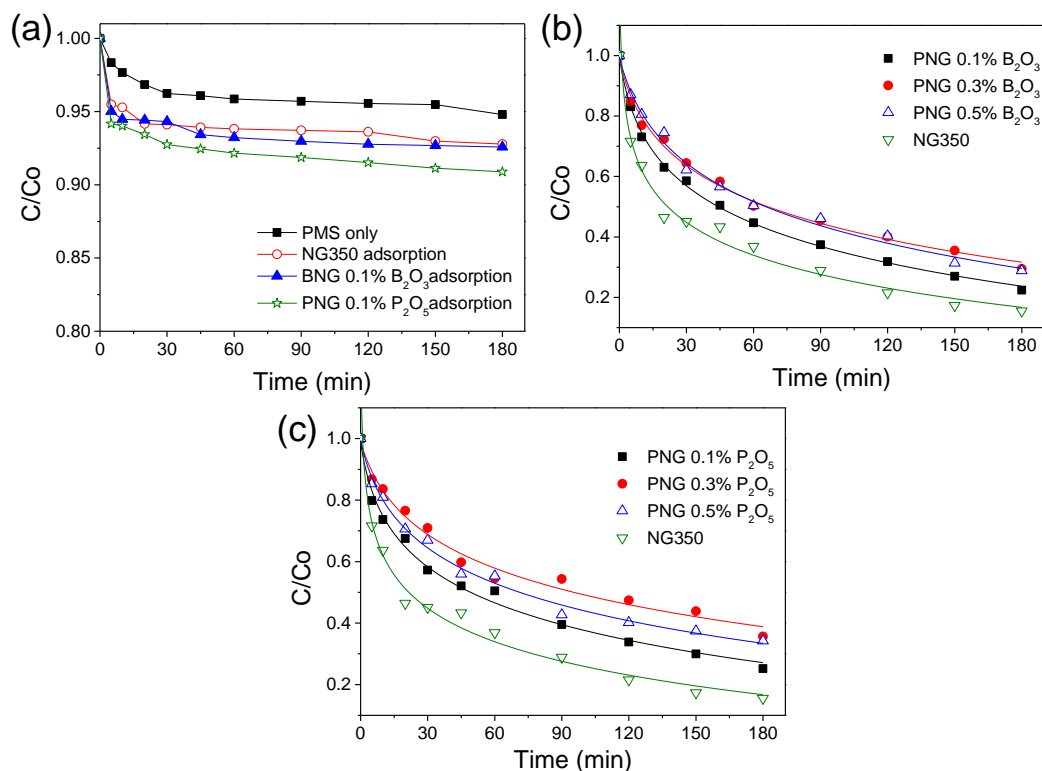 (a)
1.00
0.95
0.90
0.85
0.80
C/Co
PMS only
NG350 adsorption
BNG 0.1% B₂O₃adsorption
PNG 0.1% P₂O₅adsorption
0 30 60 90 120 150 180
Time (min)
(b)
1.0
0.8
0.6
0.4
0.2
C/Co
PNG 0.1% B₂O₃
PNG 0.3% B₂O₃
PNG 0.5% B₂O₃
NG350
0 30 60 90 120 150 180
Time (min)
(c)
1.0
0.8
0.6
0.4
0.2
C/Co
PNG 0.1% P₂O₅
PNG 0.3% P₂O₅
PNG 0.5% P₂O₅
NG350
0 30 60 90 120 150 180
Time (min)